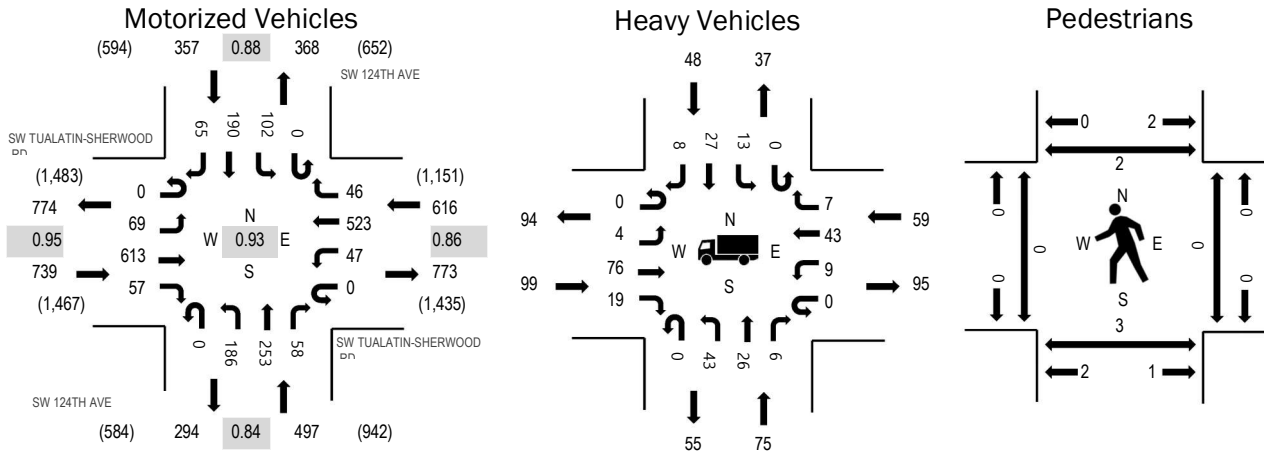 Motorized Vehicles
(594) 357 0.88 368 (652)
SW 124TH AVE
65 190 102 0
SW TUALATIN-SHERWOOD
RD
(1,483)
774
0.95
739
(1,467)
0
69
613
57
N
W 0.93 E
S
46
523
47
0
(1,151)
616
0.86
773
(1,435)
0 186 253 58
SW TUALATIN-SHERWOOD
RD
SW 124TH AVE
(584) 294 0.84 497 (942)
Heavy Vehicles
48 37
8 27 13 0
94
99
0
4
76
19
N
W E
S
7
43
9
0
59
95
0 43 26 6
55 75
Pedestrians
0 2
2
0
0
0
N
W E
S
0
0
0
3
2 1